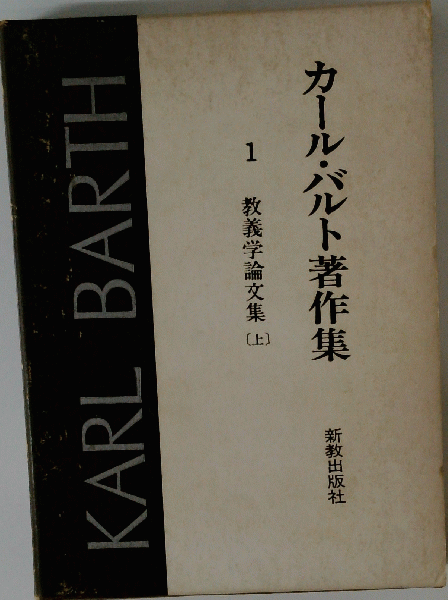 カール・バルト著作集
1
教義学論文集
〔上〕
新教出版社
KARL BARTH